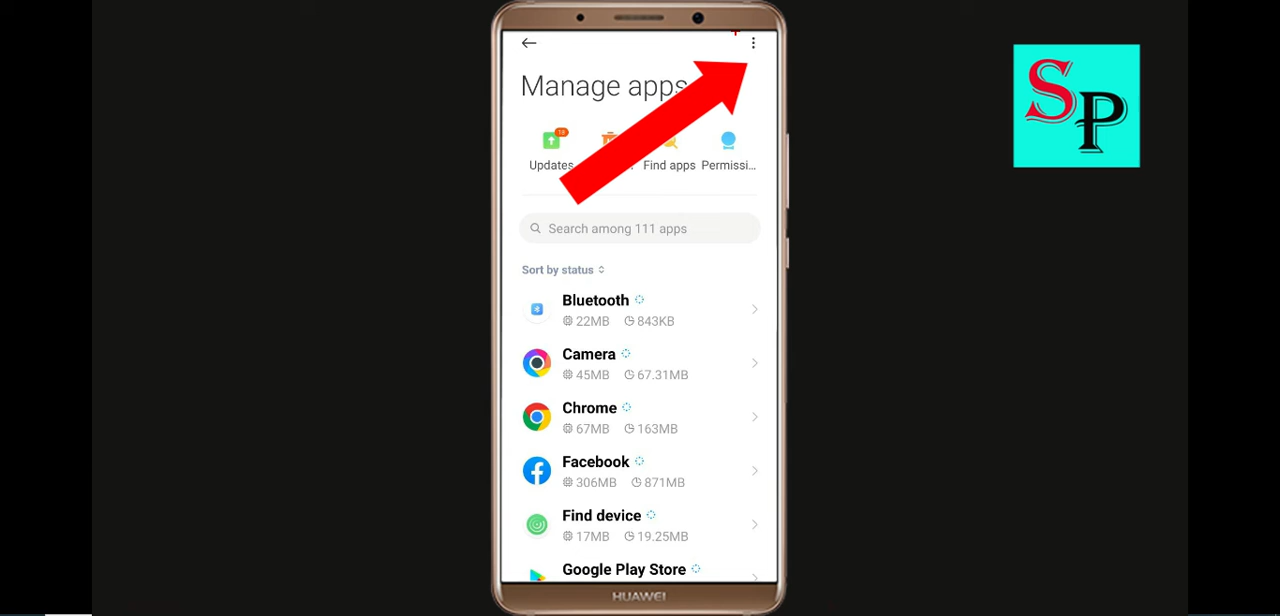 SP
Manage apps
19
Updates
Find apps
Permissi...
Search among 111 apps
Sort by status
Bluetooth
22MB 843KB
Camera
45MB 67.31MB
Chrome
67MB 163MB
Facebook
306MB 871MB
Find device
17MB 19.25MB
Google Play Store
HUAWEI